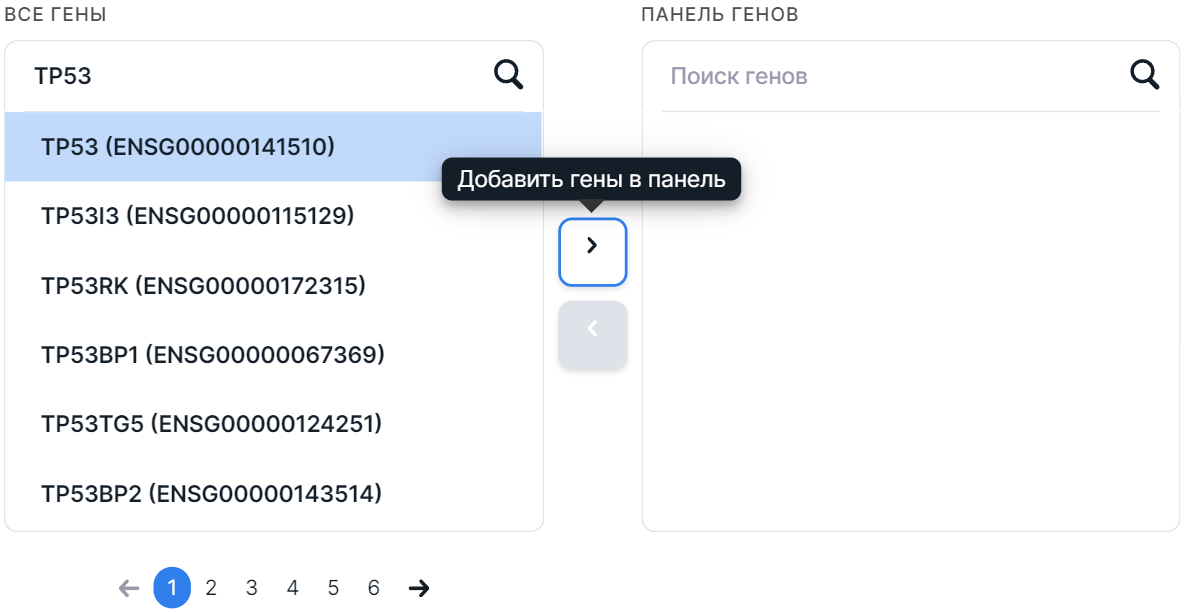 ВСЕ ГЕНЫ
ПАНЕЛЬ ГЕНОВ
TP53
Поиск генов
TP53 (ENSG00000141510)
Добавить гены в панель
TP53I3 (ENSG00000115129)
TP53RK (ENSG00000172315)
TP53BP1 (ENSG00000067369)
TP53TG5 (ENSG00000124251)
TP53BP2 (ENSG00000143514)
1 2 3 4 5 6